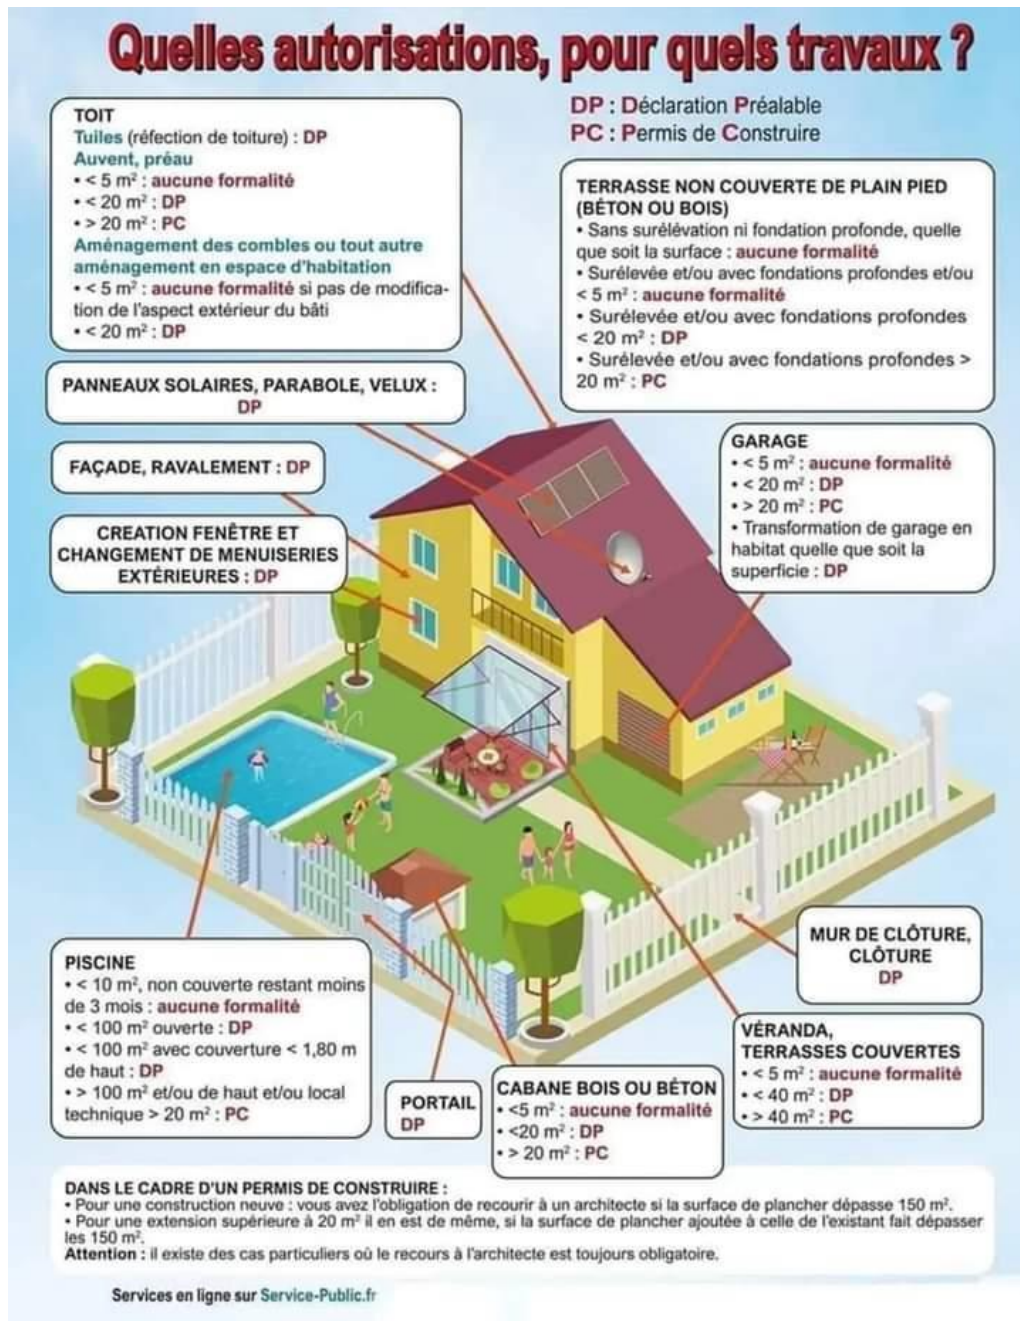 Quelles autorisations, pour quels travaux ?
DP : Déclaration Préalable
PC : Permis de Construire
TOIT
Tuiles (réfection de toiture) : DP
Auvent, préau
• < 5 m² : aucune formalité
• < 20 m² : DP
• > 20 m² : PC
Aménagement des combles ou tout autre
aménagement en espace d'habitation
• < 5 m² : aucune formalité si pas de modifica-
tion de l'aspect extérieur du bâti
• < 20 m² : DP
TERRASSE NON COUVERTE DE PLAIN PIED
(BÉTON OU BOIS)
• Sans surélévation ni fondation profonde, quelle
que soit la surface : aucune formalité
• Surélevée et/ou avec fondations profondes et/ou
< 5 m² : aucune formalité
• Surélevée et/ou avec fondations profondes
< 20 m² : DP
• Surélevée et/ou avec fondations profondes >
20 m² : PC
PANNEAUX SOLAIRES, PARABOLE, VELUX :
DP
FAÇADE, RAVALEMENT : DP
CREATION FENÊTRE ET
CHANGEMENT DE MENUISERIES
EXTÉRIEURES : DP
GARAGE
• < 5 m² : aucune formalité
• < 20 m² : DP
• > 20 m² : PC
• Transformation de garage en
habitat quelle que soit la
superficie : DP
PISCINE
• < 10 m², non couverte restant moins
de 3 mois : aucune formalité
• < 100 m² ouverte : DP
• < 100 m² avec couverture < 1,80 m
de haut : DP
• > 100 m² et/ou de haut et/ou local
technique > 20 m² : PC
PORTAIL
DP
CABANE BOIS OU BÉTON
• <5 m² : aucune formalité
• <20 m² : DP
• > 20 m² : PC
MUR DE CLÔTURE,
CLÔTURE
DP
VÉRANDA,
TERRASSES COUVERTES
• < 5 m² : aucune formalité
• < 40 m² : DP
• > 40 m² : PC
DANS LE CADRE D'UN PERMIS DE CONSTRUIRE :
• Pour une construction neuve : vous avez l'obligation de recourir à un architecte si la surface de plancher dépasse 150 m².
• Pour une extension supérieure à 20 m² il en est de même, si la surface de plancher ajoutée à celle de l'existant fait dépasser
les 150 m².
Attention : il existe des cas particuliers où le recours à l'architecte est toujours obligatoire.
Services en ligne sur Service-Public.fr